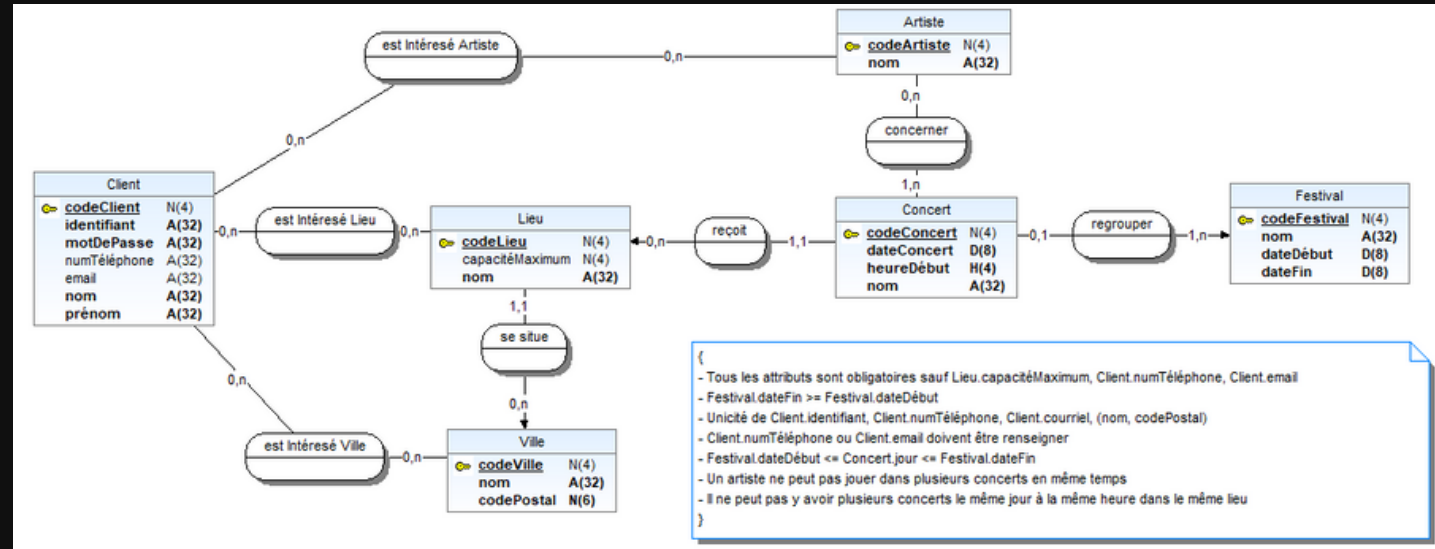 Artiste
codeArtiste N(4)
nom A(32)
est Intéresé Artiste
0,n
0,n
0,n
concerner
1,n
Client
codeClient N(4)
identifiant A(32)
motDePasse A(32)
numTéléphone A(32)
email A(32)
nom A(32)
prénom A(32)
0,n
est Intéresé Lieu
0,n
Lieu
codeLieu N(4)
capacitéMaximum N(4)
nom A(32)
0,n
reçoit
1,1
Concert
codeConcert N(4)
dateConcert D(8)
heureDébut H(4)
nom A(32)
0,1
regrouper
1,n
Festival
codeFestival N(4)
nom A(32)
dateDébut D(8)
dateFin D(8)
1,1
se situe
0,n
0,n
est Intéresé Ville
0,n
Ville
codeVille N(4)
nom A(32)
codePostal N(6)
{
- Tous les attributs sont obligatoires sauf Lieu.capacitéMaximum, Client.numTéléphone, Client.email
- Festival.dateFin >= Festival.dateDébut
- Unicité de Client.identifiant, Client.numTéléphone, Client.courriel, (nom, codePostal)
- Client.numTéléphone ou Client.email doivent être renseigner
- Festival.dateDébut <= Concert.jour <= Festival.dateFin
- Un artiste ne peut pas jouer dans plusieurs concerts en même temps
- Il ne peut pas y avoir plusieurs concerts le même jour à la même heure dans le même lieu
}